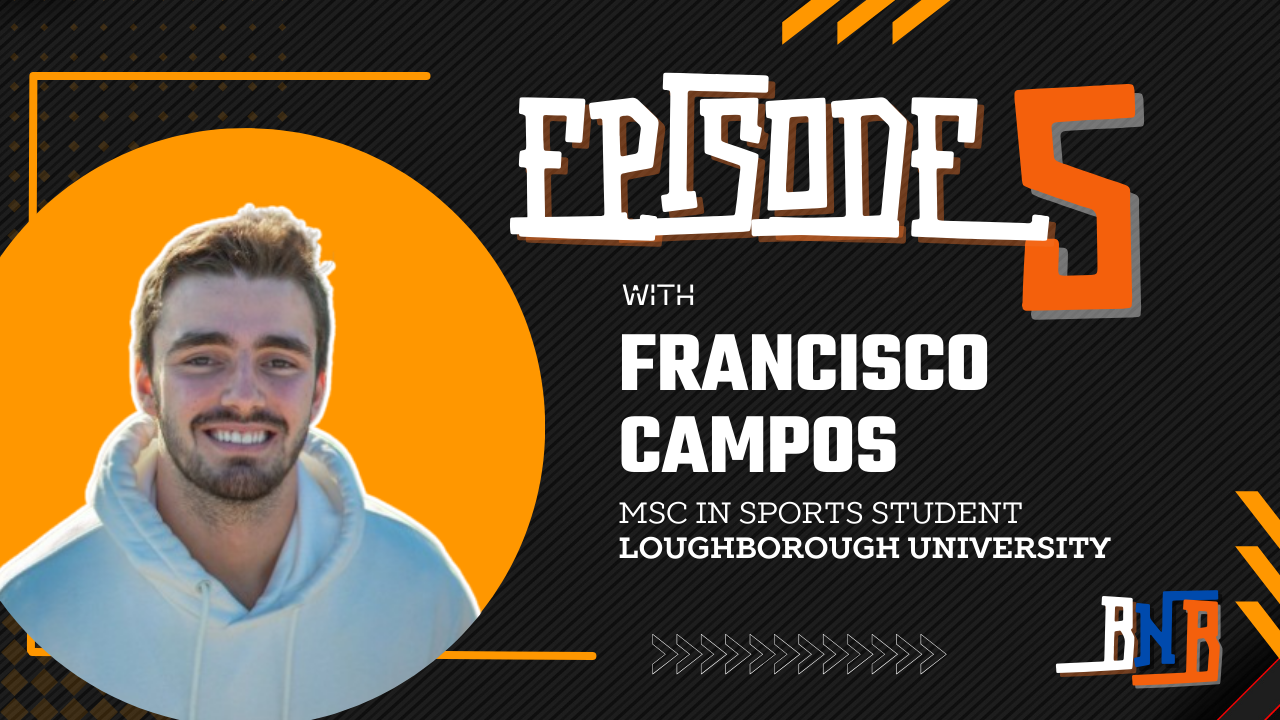 EPISODE 5
WITH
FRANCISCO
CAMPOS
MSC IN SPORTS STUDENT
LOUGHBOROUGH UNIVERSITY
BNB